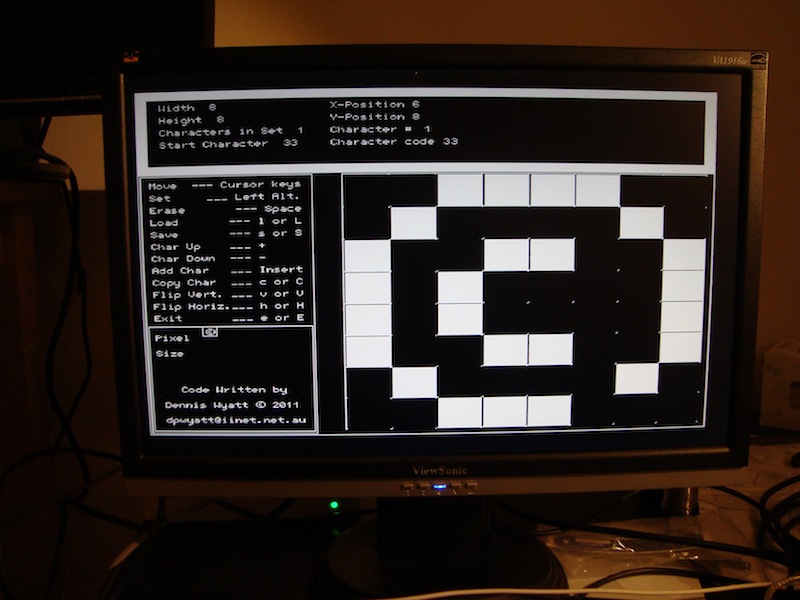 VA1916w
Width 8
Height 8
Characters in Set 1
Start Character 33
X-Position 6
Y-Position 8
Character # 1
Character code 33
Move --- Cursor keys
Set --- Left Alt.
Erase --- Space
Load --- l or L
Save --- s or S
Char Up --- +
Char Down --- -
Add Char --- Insert
Copy Char --- c or C
Flip Vert. --- v or V
Flip Horiz. --- h or H
Exit --- e or E
Pixel ©
Size
Code Written by
Dennis Wyatt © 2011
dpwyatt@iinet.net.au
ViewSonic